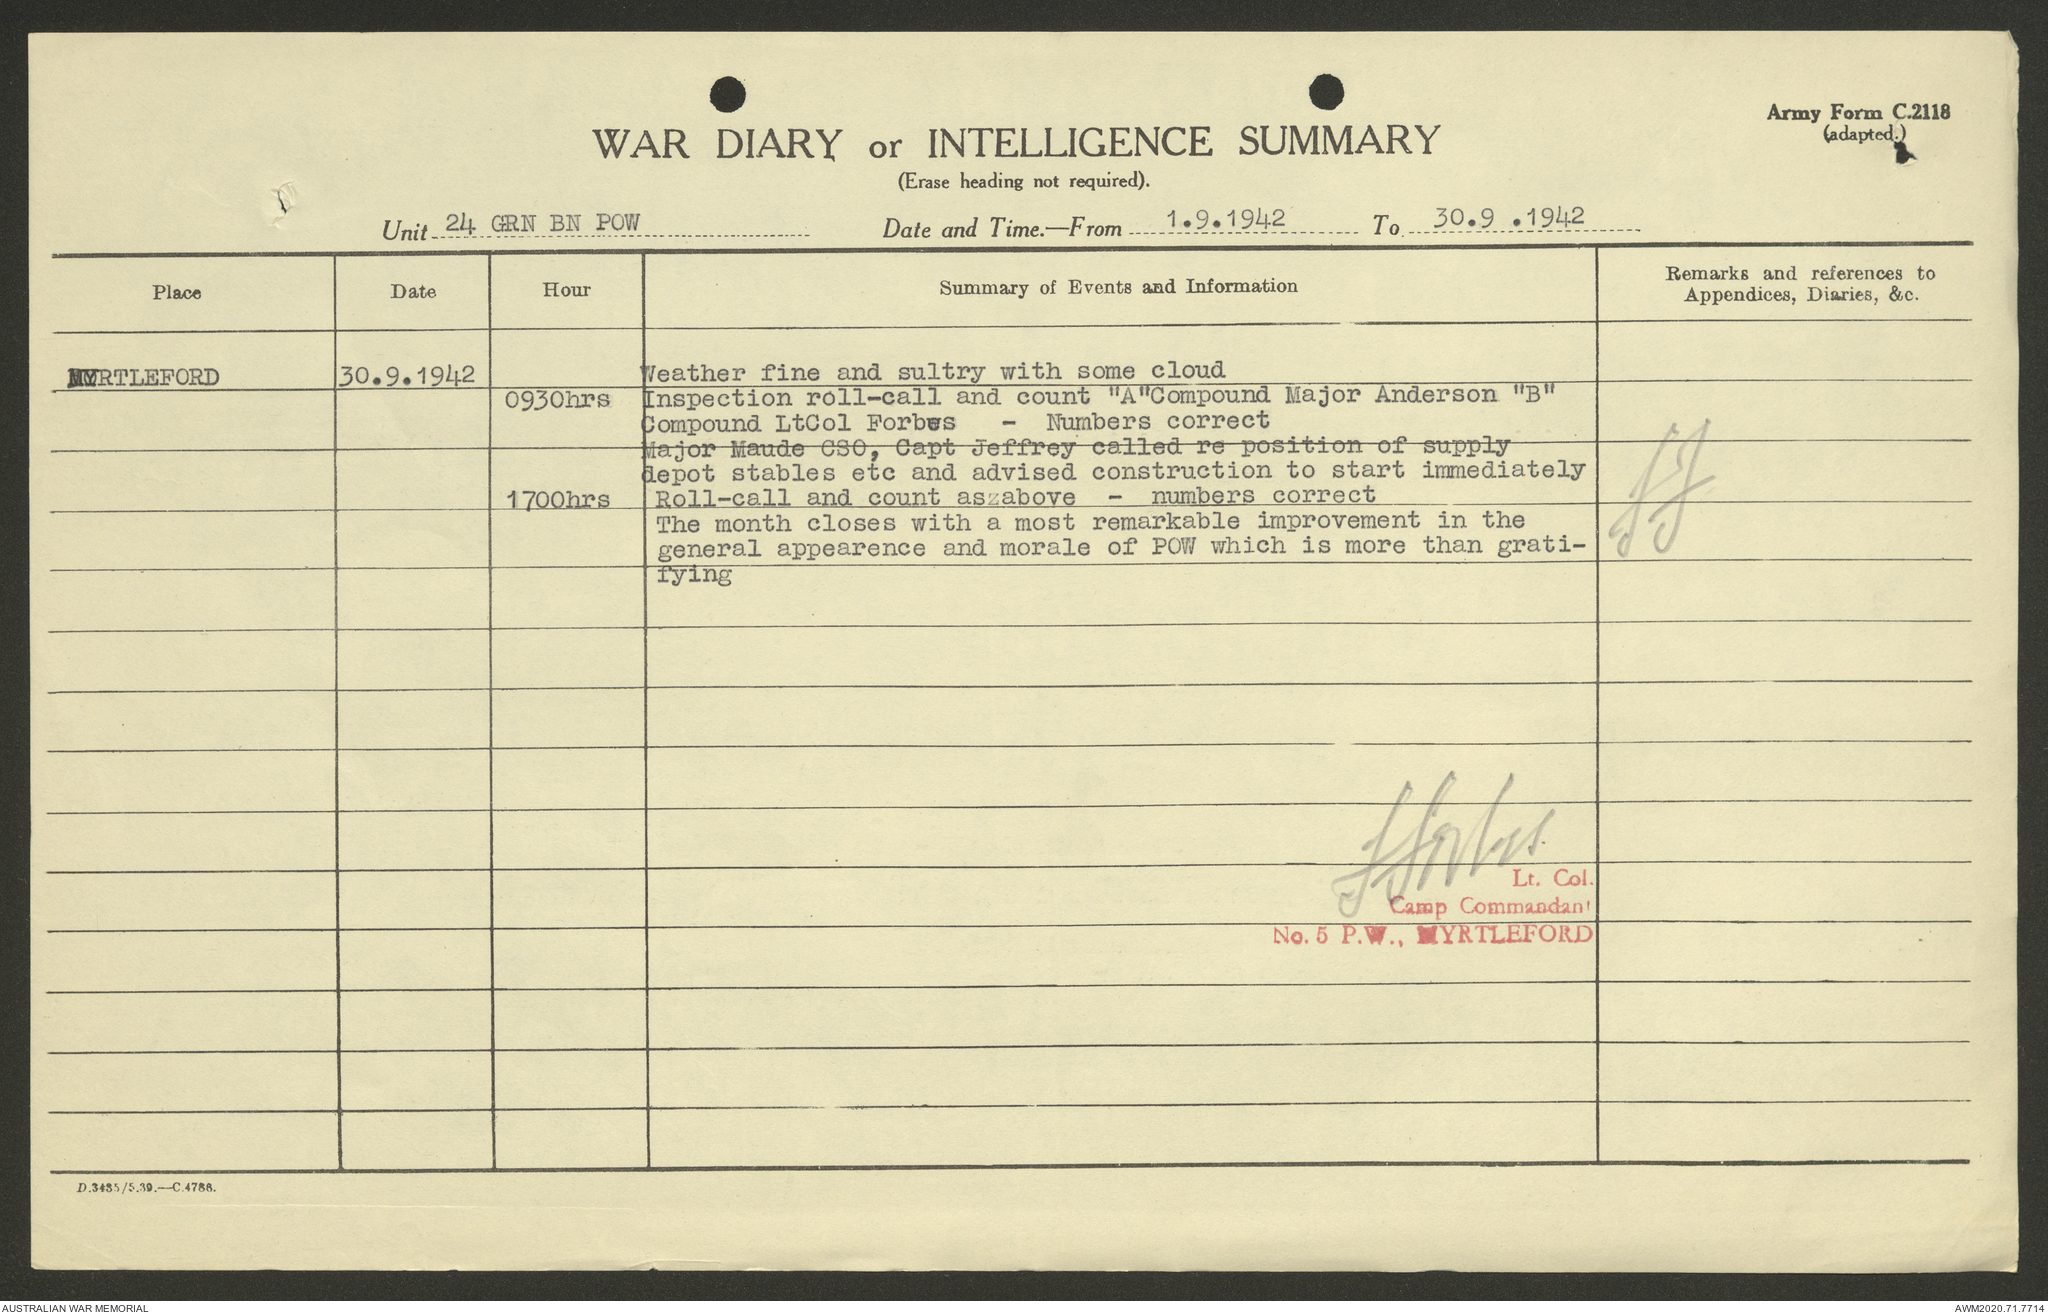 Army Form C.2118
(adapted.)
WAR DIARY or INTELLIGENCE SUMMARY
(Erase heading not required).
Unit 24 GRN BN POW Date and Time.—From 1.9.1942 To 30.9 .1942
Place Date Hour Summary of Events and Information Remarks and references to
Appendices, Diaries, &c.
MYRTLEFORD 30.9.1942 Weather fine and sultry with some cloud
0930hrs Inspection roll-call and count "A"Compound Major Anderson "B"
Compound LtCol Forbes - Numbers correct
Major Maude CSO, Capt Jeffrey called re position of supply
depot stables etc and advised construction to start immediately
1700hrs Roll-call and count aszabove - numbers correct
The month closes with a most remarkable improvement in the
general appearence and morale of POW which is more than grati-
fying
Lt. Col.
Camp Commandant
No. 5 P.W., MYRTLEFORD
D.3485/5.39.—C.4788.
AUSTRALIAN WAR MEMORIAL AWM2020.71.7714